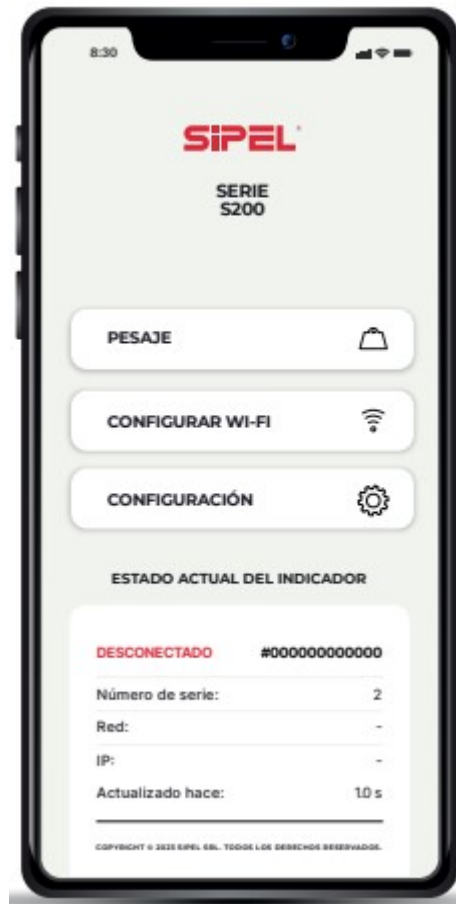 8:30
SIPEL
SERIE
S200
PESAJE
CONFIGURAR WI-FI
CONFIGURACIÓN
ESTADO ACTUAL DEL INDICADOR
DESCONECTADO #000000000000
Número de serie: 2
Red: -
IP: -
Actualizado hace: 1.0 s
COPYRIGHT © 2025 SIPEL SRL. TODOS LOS DERECHOS RESERVADOS.